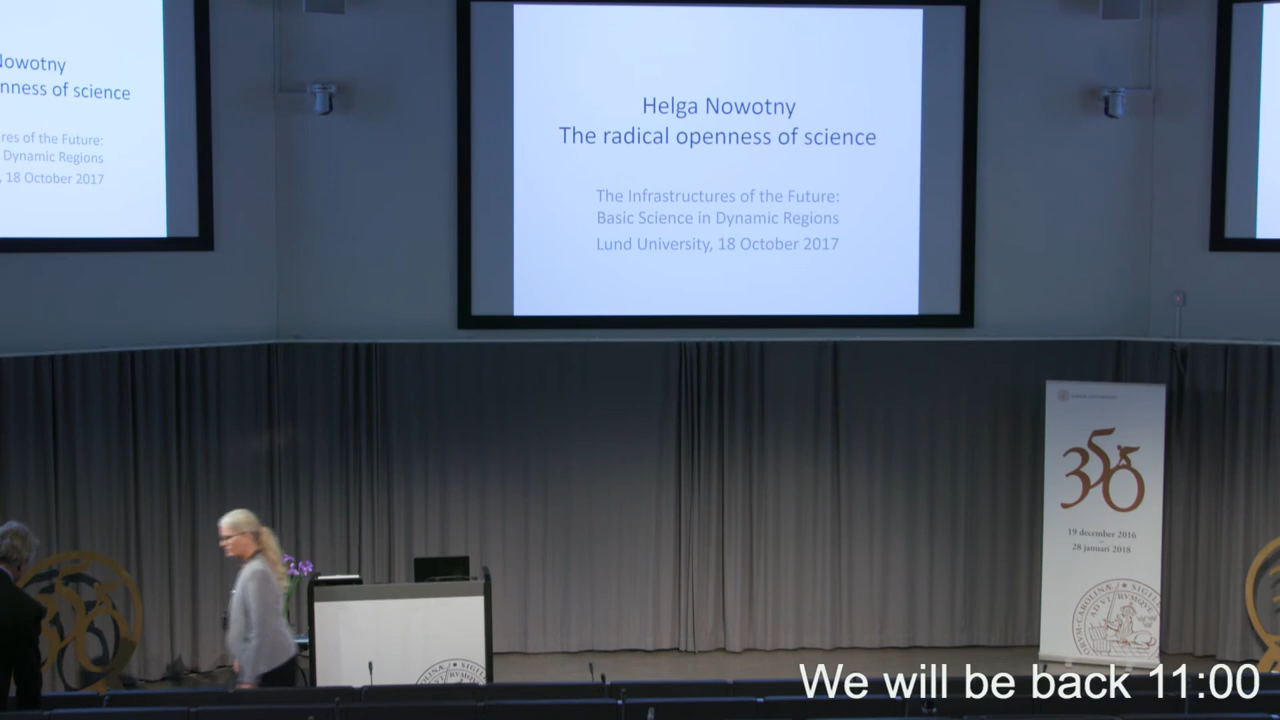 Nowotny
nness of science
res of the Future:
Dynamic Regions
, 18 October 2017
Helga Nowotny
The radical openness of science
The Infrastructures of the Future:
Basic Science in Dynamic Regions
Lund University, 18 October 2017
350
19 december 2016
–
28 januari 2018
We will be back 11:00